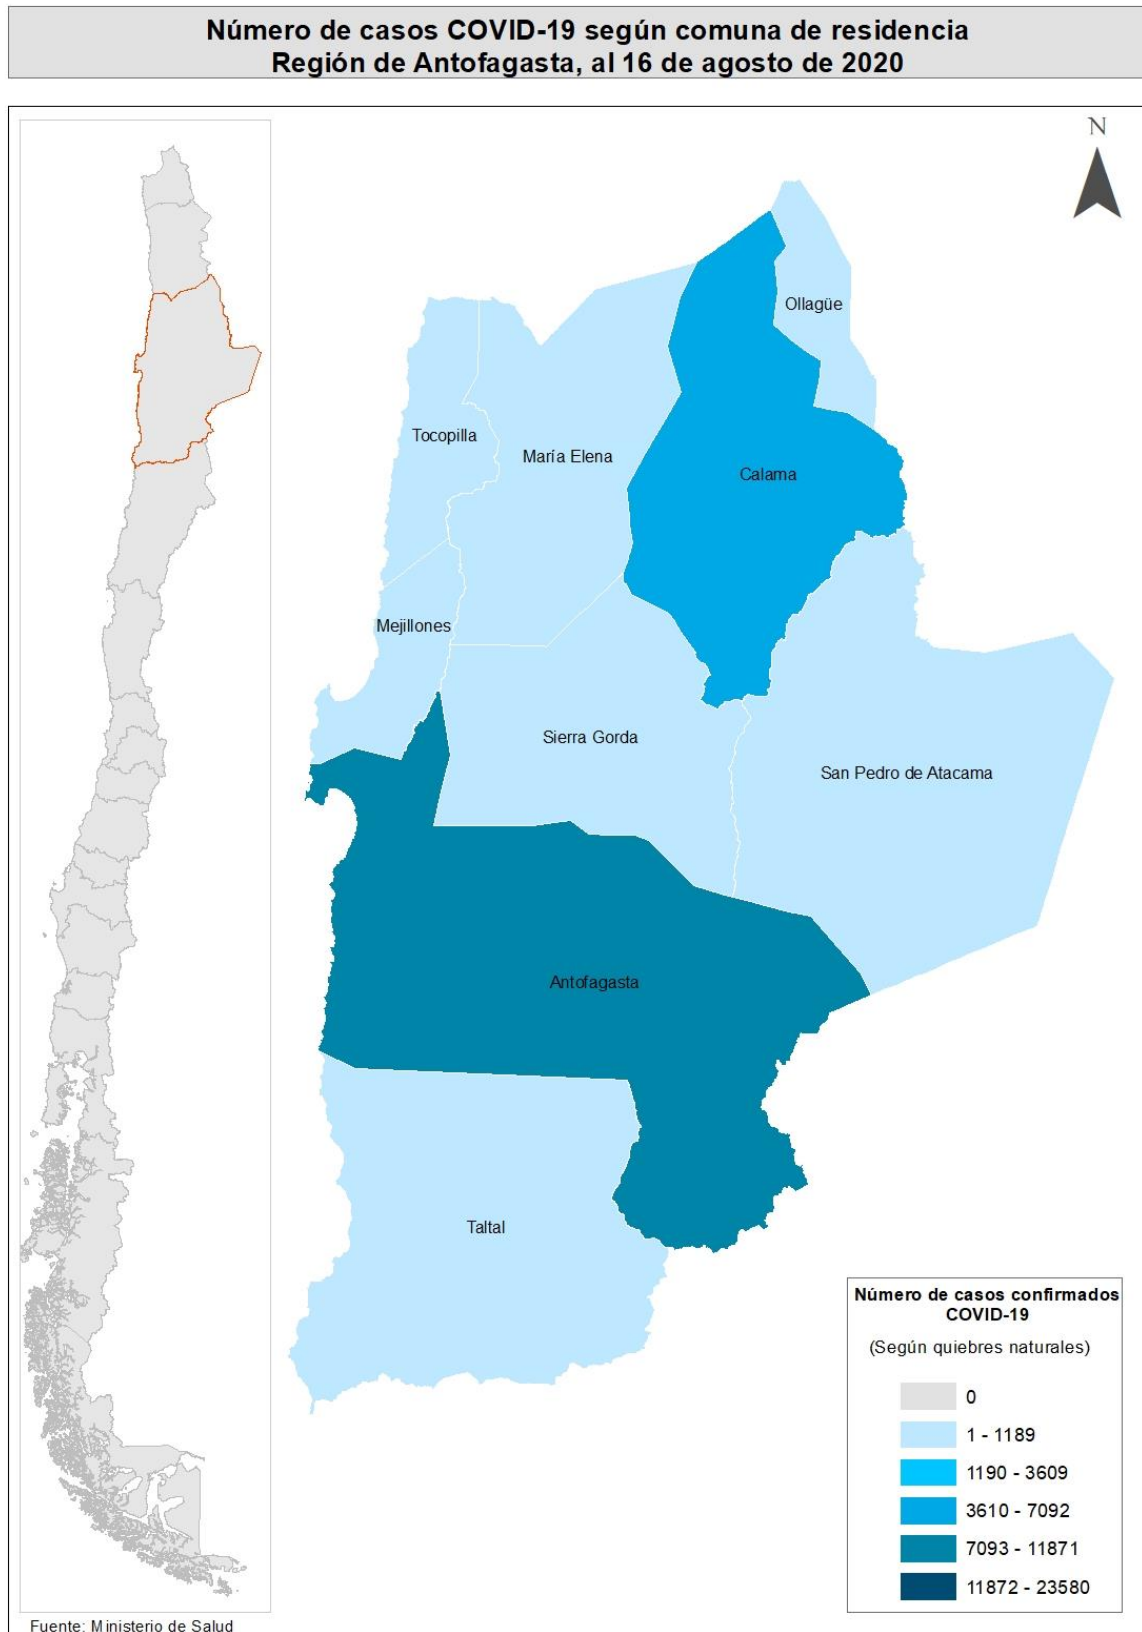 Número de casos COVID-19 según comuna de residencia
Región de Antofagasta, al 16 de agosto de 2020
N
Ollagüe
Tocopilla
María Elena
Calama
Mejillones
Sierra Gorda
San Pedro de Atacama
Antofagasta
Taltal
Número de casos confirmados
COVID-19
(Según quiebres naturales)
0
1 - 1189
1190 - 3609
3610 - 7092
7093 - 11871
11872 - 23580
Fuente: Ministerio de Salud